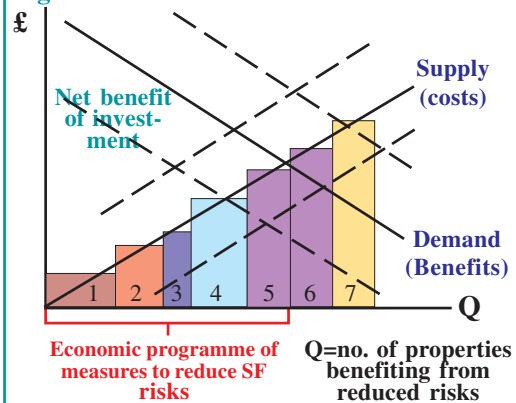 £
Net benefit
of invest-
ment
Supply
(costs)
Demand
(Benefits)
1 2 3 4 5 6 7
Q
Economic programme of
measures to reduce SF
risks
Q=no. of properties
benefiting from
reduced risks